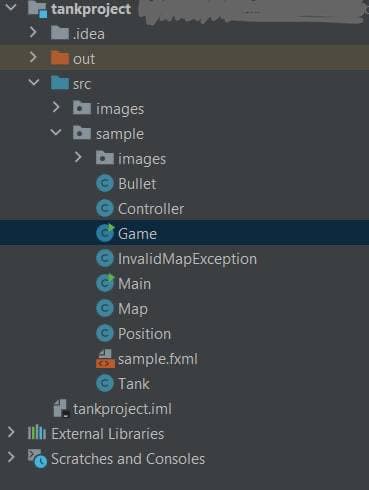 tankproject
.idea
out
src
images
sample
images
Bullet
Controller
Game
InvalidMapException
Main
Map
Position
sample.fxml
Tank
tankproject.iml
External Libraries
Scratches and Consoles